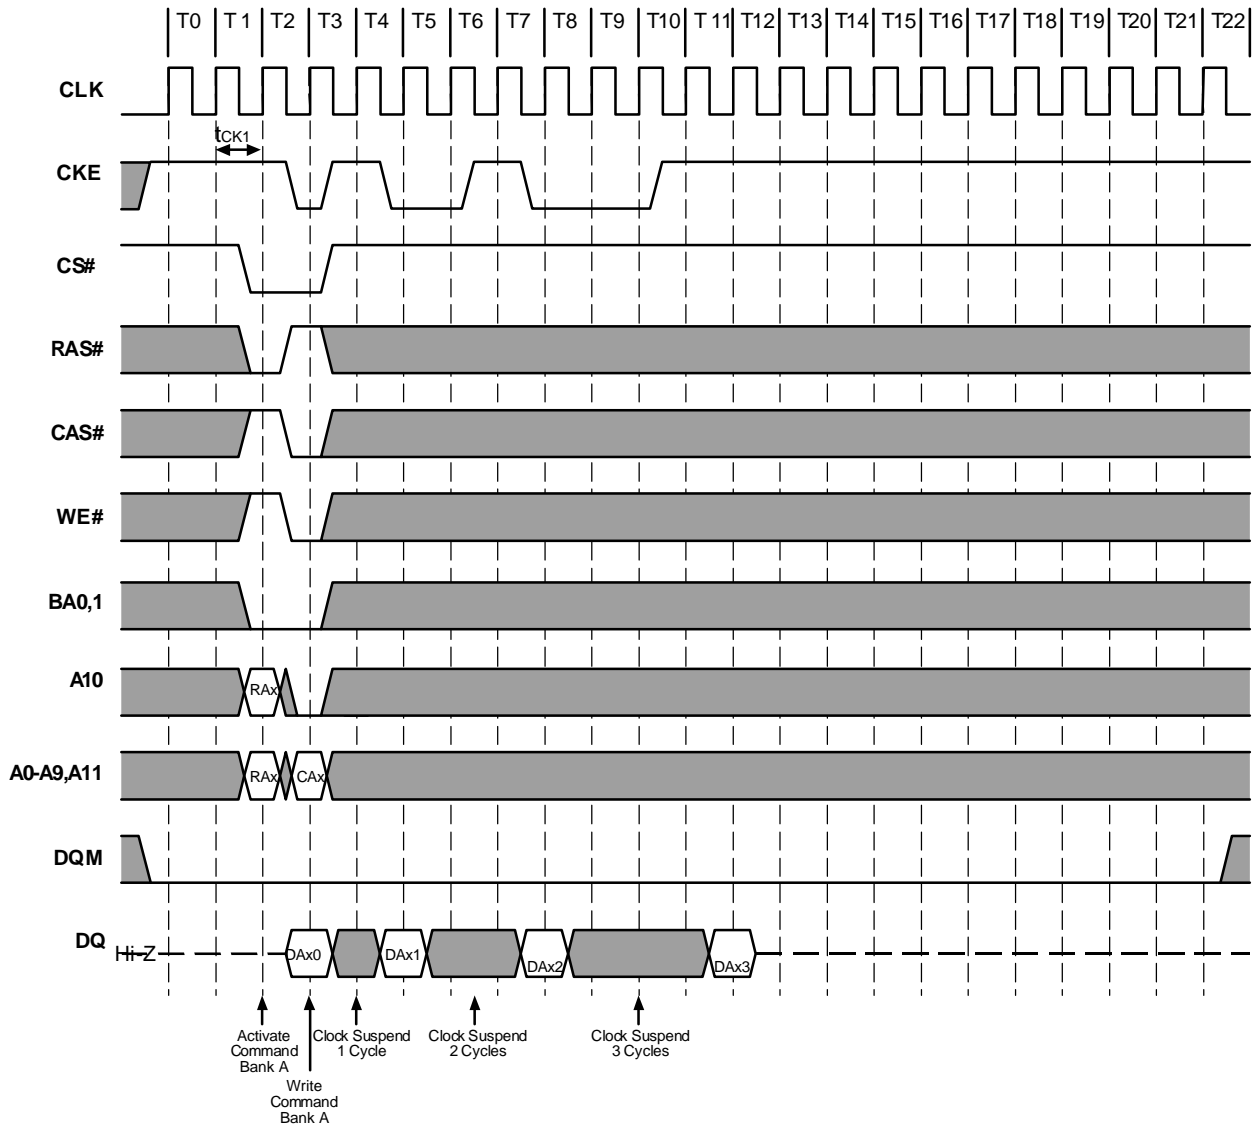 T0 T1 T2 T3 T4 T5 T6 T7 T8 T9 T10 T11 T12 T13 T14 T15 T16 T17 T18 T19 T20 T21 T22
CLK
tCK1
CKE
CS#
RAS#
CAS#
WE#
BA0,1
A10
RAx
A0-A9,A11
RAx CAx
DQM
DQ
Hi-Z
DAx0 DAx1 DAx2 DAx3
Activate
Command
Bank A
Write
Command
Bank A
Clock Suspend
1 Cycle
Clock Suspend
2 Cycles
Clock Suspend
3 Cycles